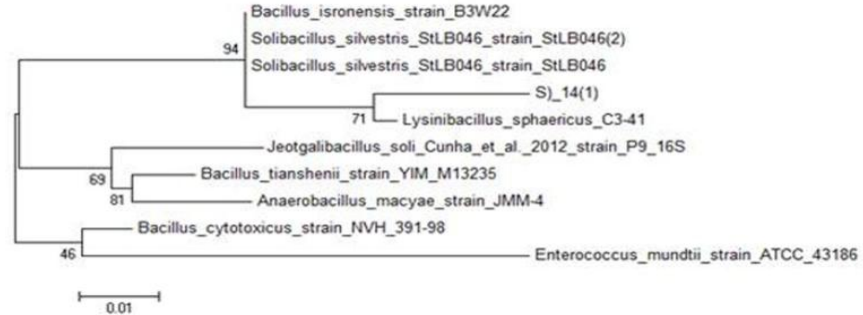 Bacillus_isronensis_strain_B3W22
94
Solibacillus_silvestris_StLB046_strain_StLB046(2)
Solibacillus_silvestris_StLB046_strain_StLB046
S)_14(1)
71
Lysinibacillus_sphaericus_C3-41
Jeotgalibacillus_soli_Cunha_et_al._2012_strain_P9_16S
69
Bacillus_tianshenii_strain_YIM_M13235
81
Anaerobacillus_macyae_strain_JMM-4
Bacillus_cytotoxicus_strain_NVH_391-98
46
Enterococcus_mundtii_strain_ATCC_43186
0.01